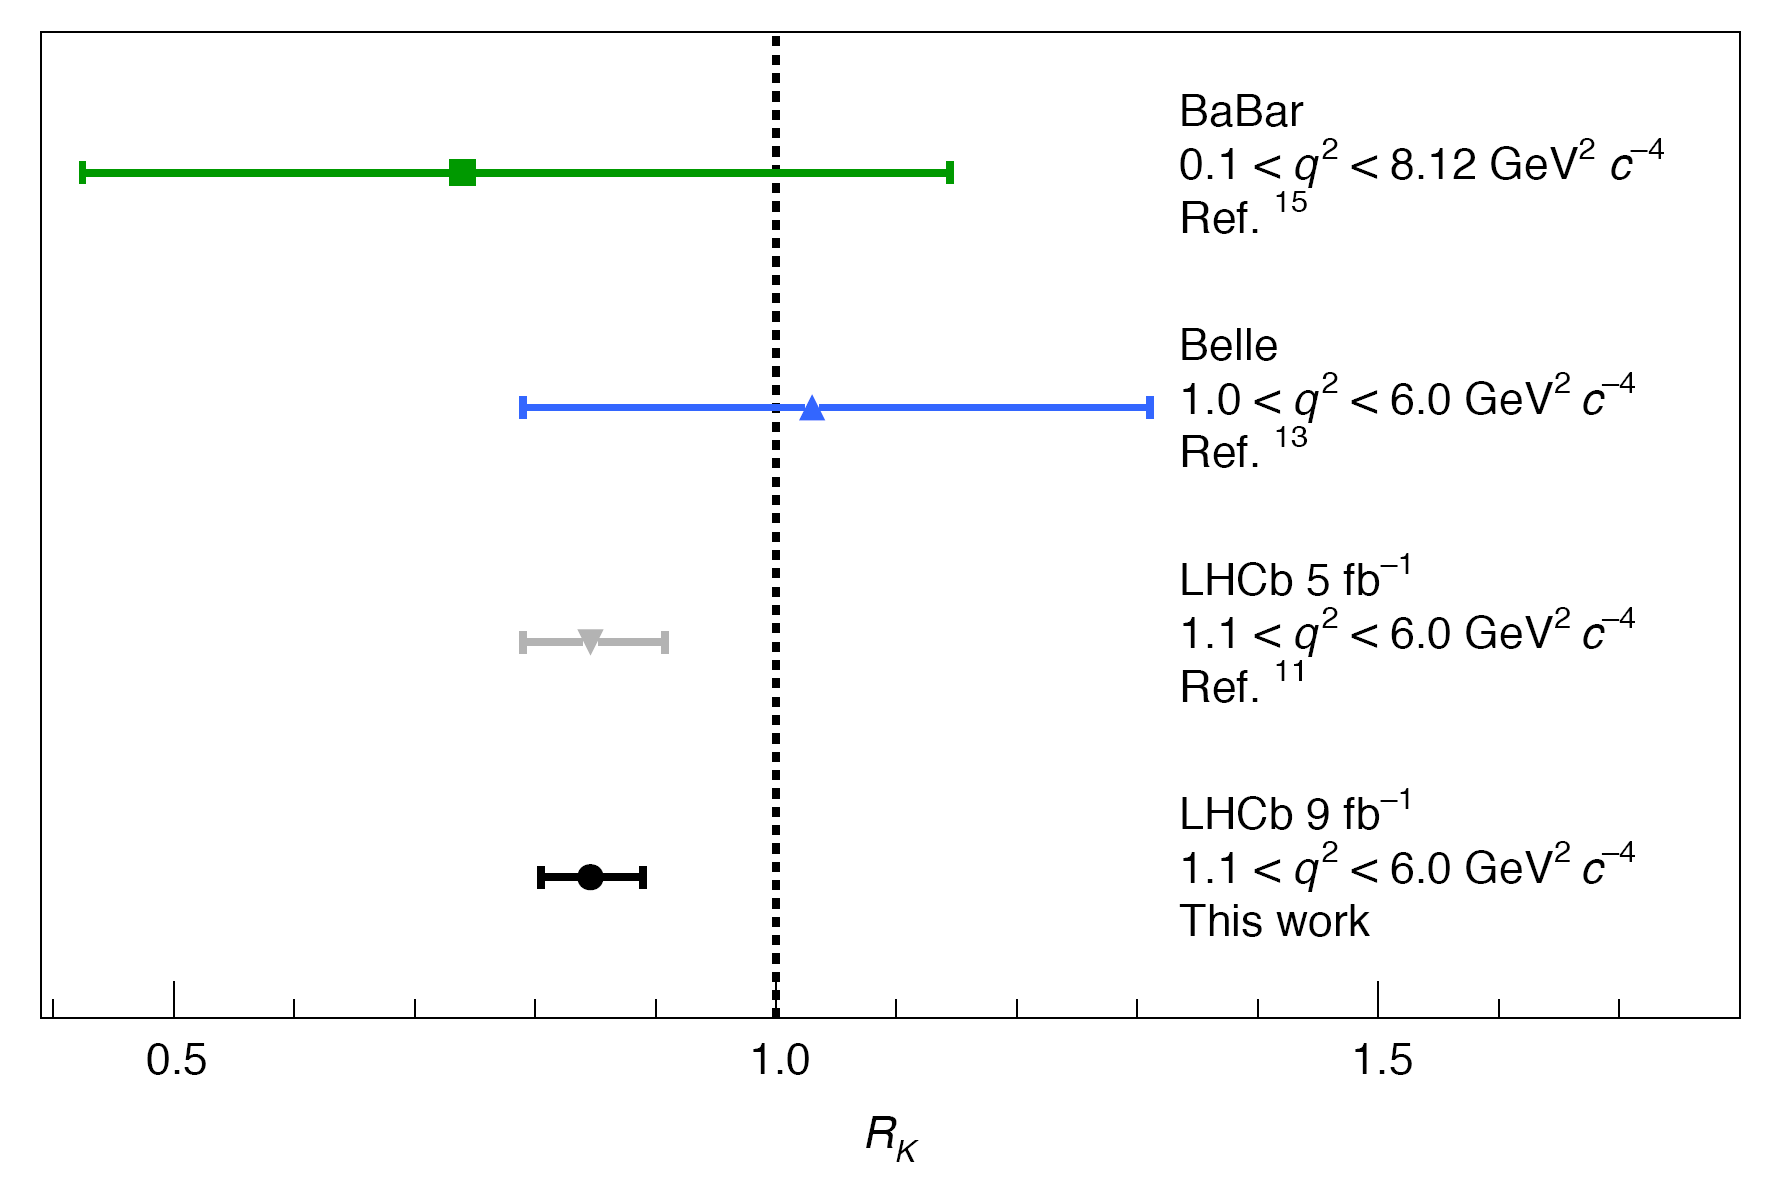 BaBar
0.1 < q² < 8.12 GeV² c⁻⁴
Ref. ¹⁵
Belle
1.0 < q² < 6.0 GeV² c⁻⁴
Ref. ¹³
LHCb 5 fb⁻¹
1.1 < q² < 6.0 GeV² c⁻⁴
Ref. ¹¹
LHCb 9 fb⁻¹
1.1 < q² < 6.0 GeV² c⁻⁴
This work
0.5 1.0 1.5
R_K